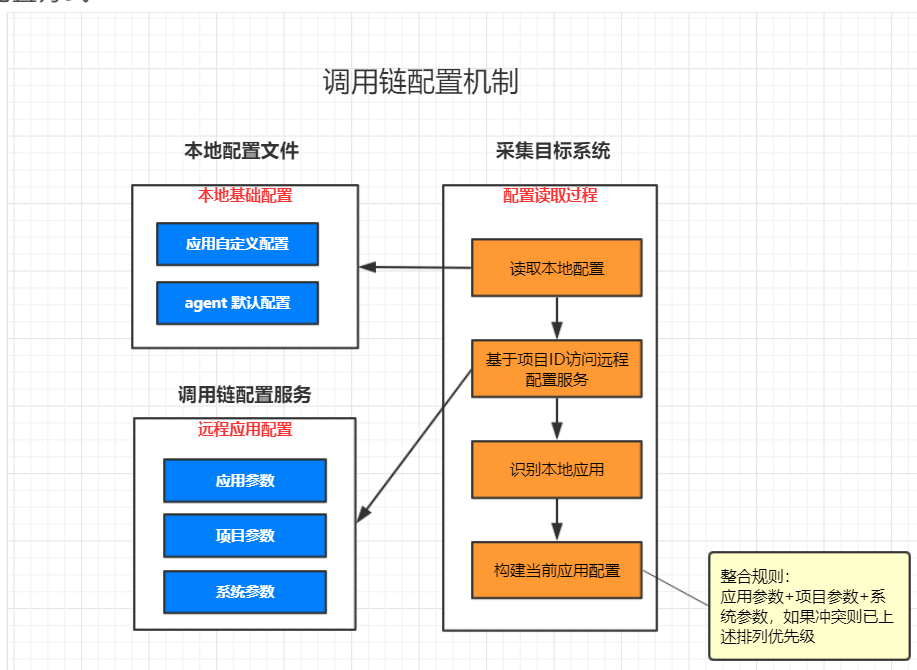 调用链配置机制
本地配置文件
本地基础配置
应用自定义配置
agent 默认配置
调用链配置服务
远程应用配置
应用参数
项目参数
系统参数
采集目标系统
配置读取过程
读取本地配置
基于项目ID访问远程
配置服务
识别本地应用
构建当前应用配置
整合规则：
应用参数+项目参数+系
统参数，如果冲突则已上
述排列优先级